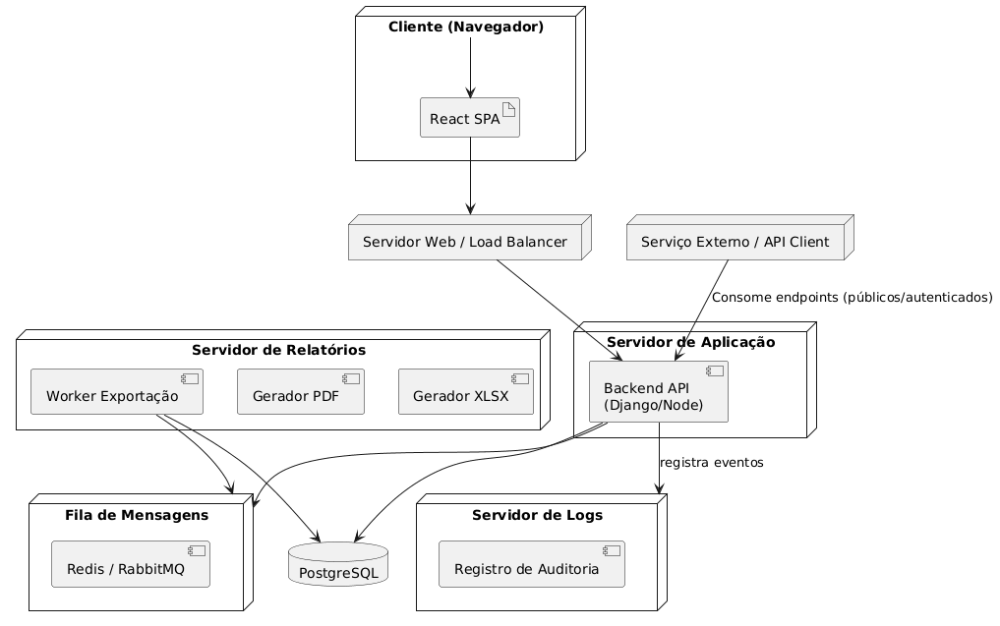 Cliente (Navegador)
React SPA
Servidor Web / Load Balancer
Serviço Externo / API Client
Consome endpoints (públicos/autenticados)
Servidor de Relatórios
Worker Exportação
Gerador PDF
Gerador XLSX
Servidor de Aplicação
Backend API
(Django/Node)
registra eventos
Fila de Mensagens
Redis / RabbitMQ
PostgreSQL
Servidor de Logs
Registro de Auditoria